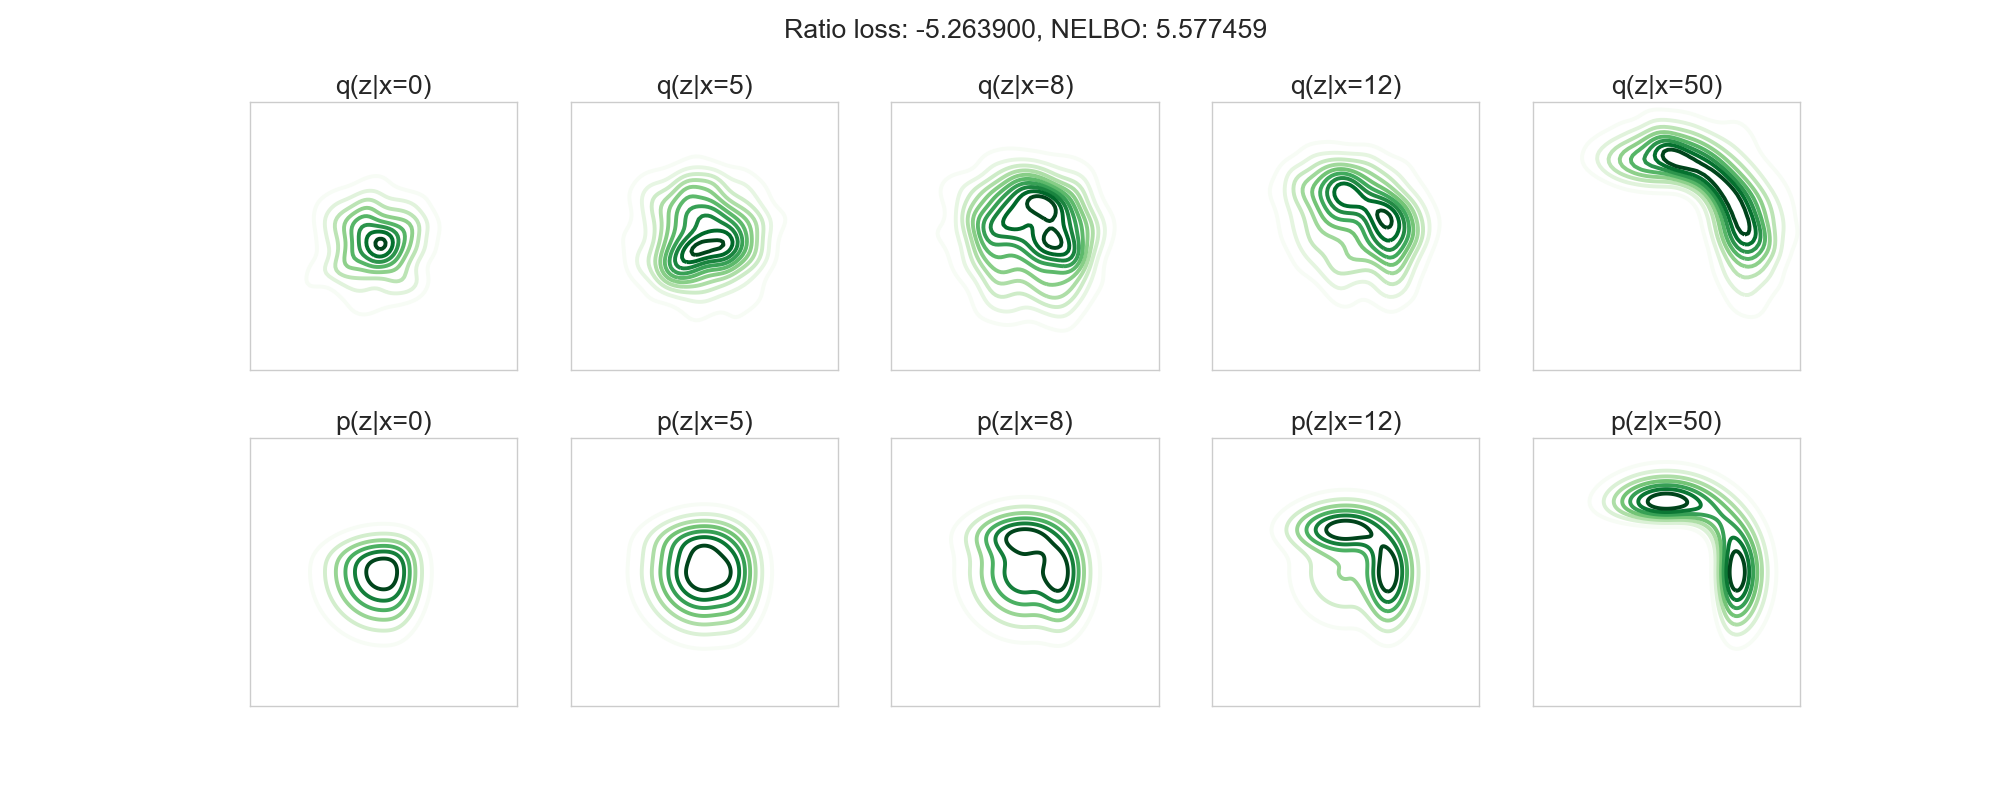 Ratio loss: -5.263900, NELBO: 5.577459
q(z|x=0) q(z|x=5) q(z|x=8) q(z|x=12) q(z|x=50)
p(z|x=0) p(z|x=5) p(z|x=8) p(z|x=12) p(z|x=50)